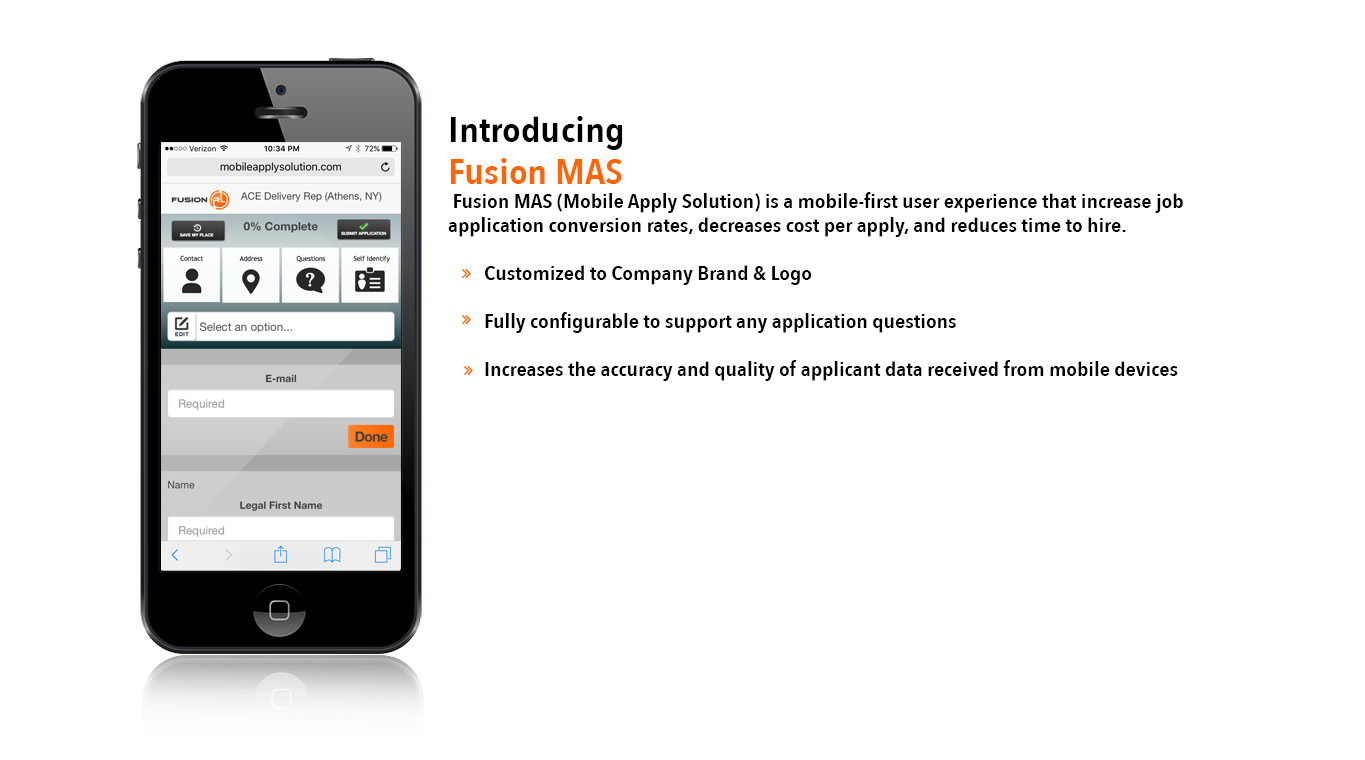 Introducing
Fusion MAS
Fusion MAS (Mobile Apply Solution) is a mobile-first user experience that increase job
application conversion rates, decreases cost per apply, and reduces time to hire.
Customized to Company Brand & Logo
Fully configurable to support any application questions
Increases the accuracy and quality of applicant data received from mobile devices
Verizon 10:34 PM 72%
mobileapplysolution.com
FUSION RL ACE Delivery Rep (Athens, NY)
SAVE MY PLACE 0% Complete SUBMIT APPLICATION
Contact Address Questions Self Identify
?
EDIT Select an option...
E-mail
Required
Done
Name
Legal First Name
Required